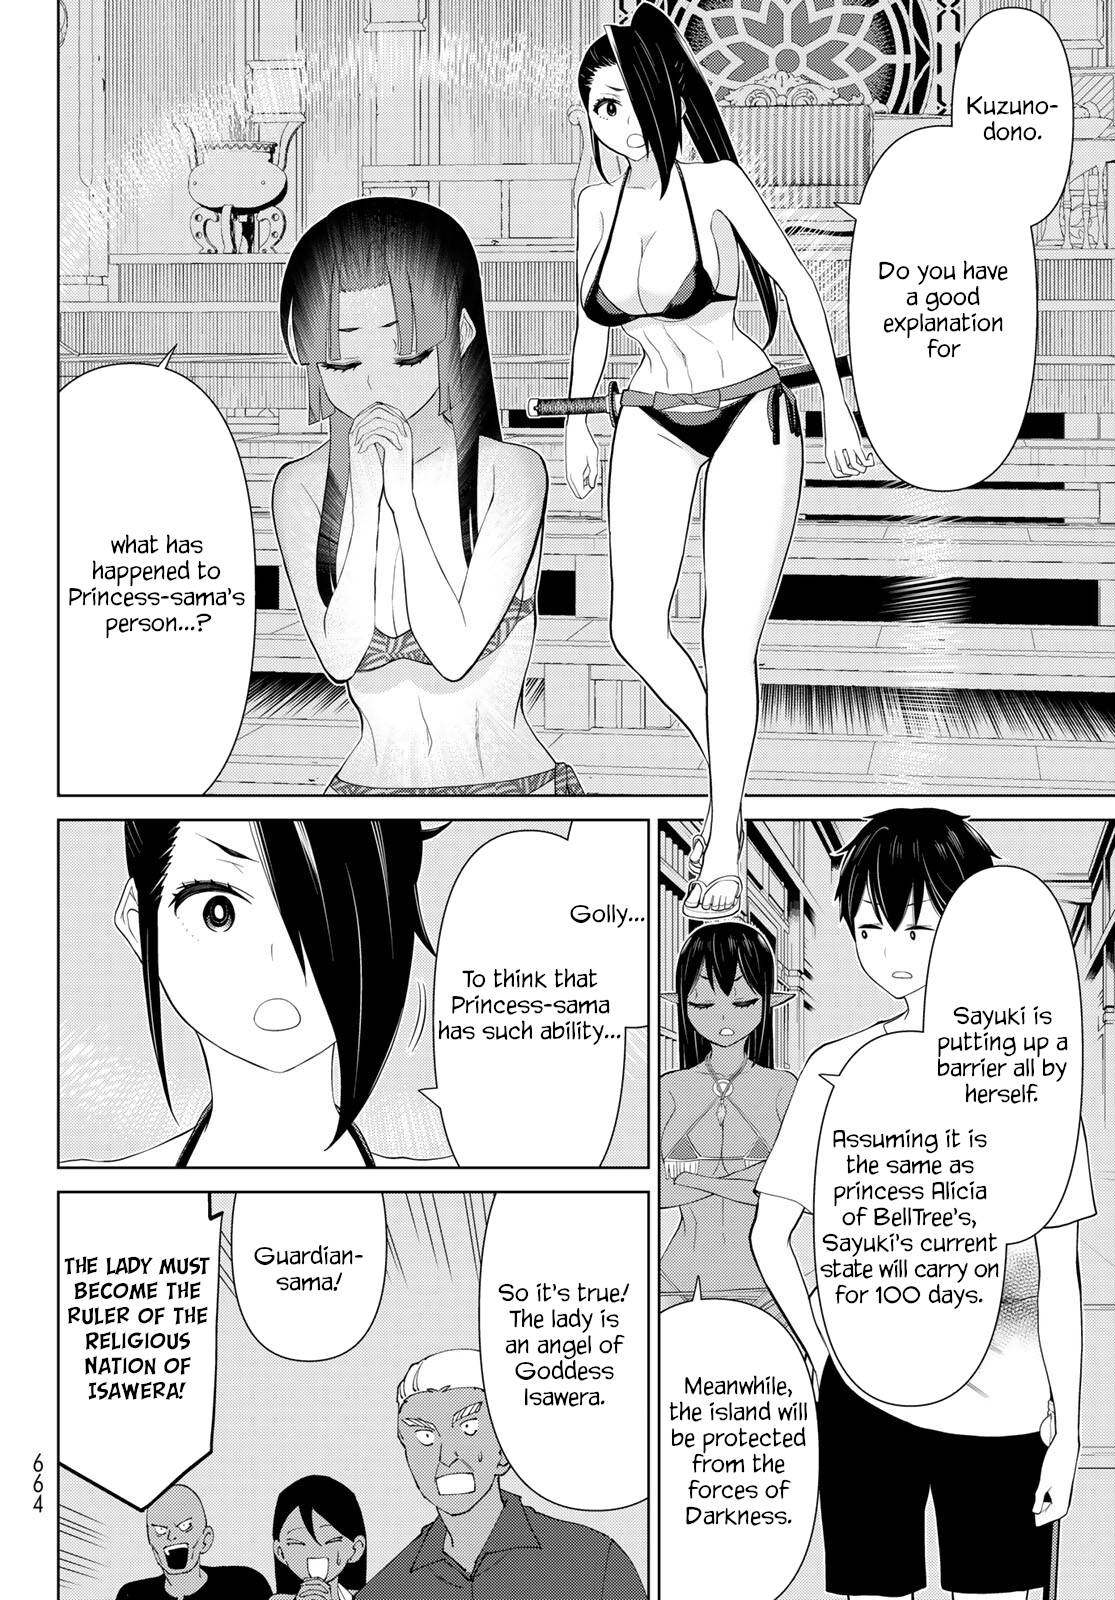 Kuzuno-
dono.
Do you have
a good
explanation
for
what has
happened to
Princess-sama's
person...?
Sayuki is
putting up a
barrier all by
herself.
Assuming it is
the same as
princess Alicia
of BellTree's,
Sayuki's current
state will carry on
for 100 days.
Meanwhile,
the island will
be protected
from the
forces of
Darkness.
Golly...
To think that
Princess-sama
has such ability...
So it's true!
The lady is
an angel of
Goddess
Isawera.
Guardian-
sama!
THE LADY MUST
BECOME THE
RULER OF THE
RELIGIOUS
NATION OF
ISAWERA!
664